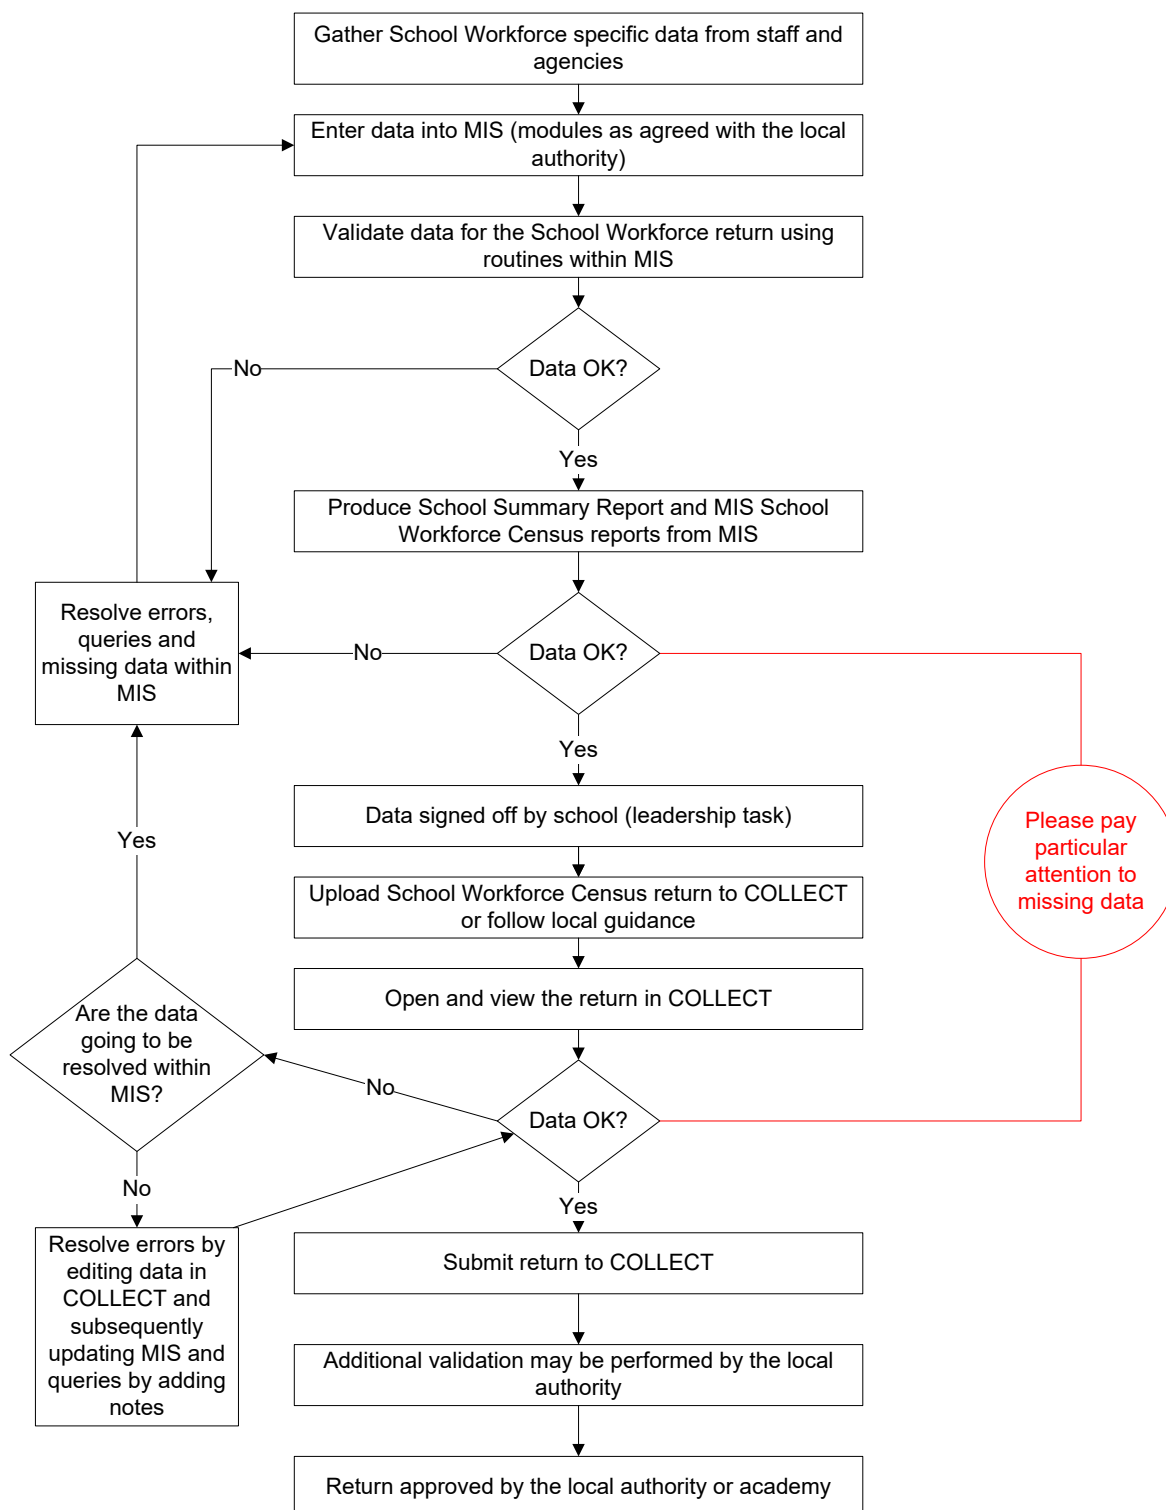 Gather School Workforce specific data from staff and
agencies
Enter data into MIS (modules as agreed with the local
authority)
Validate data for the School Workforce return using
routines within MIS
Data OK?
No
Yes
Produce School Summary Report and MIS School
Workforce Census reports from MIS
Resolve errors,
queries and
missing data within
MIS
Data OK?
No
Yes
Data signed off by school (leadership task)
Please pay
particular
attention to
missing data
Yes
Upload School Workforce Census return to COLLECT
or follow local guidance
Open and view the return in COLLECT
Are the data
going to be
resolved within
MIS?
No
Data OK?
No
Yes
Resolve errors by
editing data in
COLLECT and
subsequently
updating MIS and
queries by adding
notes
Submit return to COLLECT
Additional validation may be performed by the local
authority
Return approved by the local authority or academy